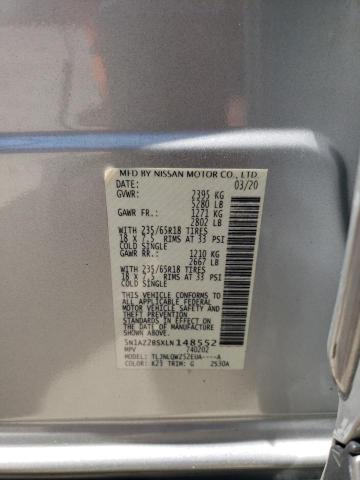 MFD BY NISSAN MOTOR CO., LTD.
DATE: 03/20
GVWR: 2395 KG
5280 LB
GAWR FR.: 1271 KG
2802 LB
WITH 235/65R18 TIRES
18 X 7.5 RIMS AT 33 PSI
COLD SINGLE
GAWR RR.: 1210 KG
2667 LB
WITH 235/65R18 TIRES
18 X 7.5 RIMS AT 33 PSI
COLD SINGLE
THIS VEHICLE CONFORMS TO
ALL APPLICABLE FEDERAL
MOTOR VEHICLE SAFETY
STANDARDS IN EFFECT ON
THE DATE OF MANUFACTURE
SHOWN ABOVE.
5N1AZ2BSXLN148552
MPV 740202
MODEL: TLJNLQWZ52EUA----A
COLOR: K23 TRIM: G 2530A